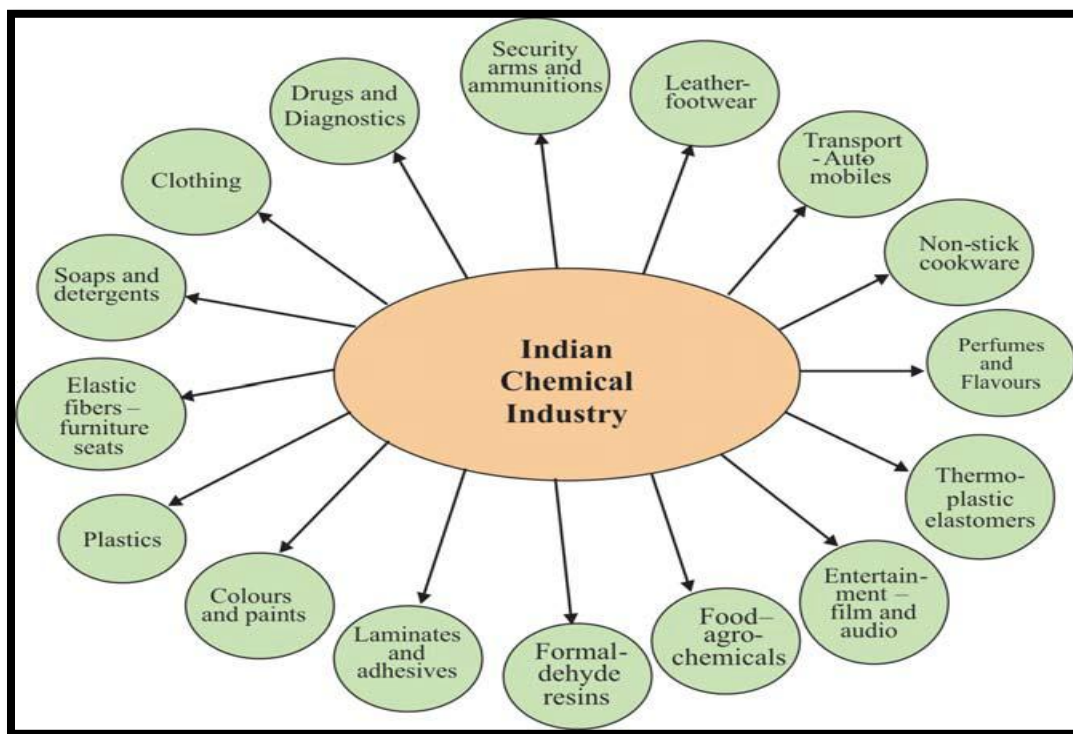 Indian
Chemical
Industry
Security
arms and
ammunitions
Leather-
footwear
Transport
- Auto
mobiles
Non-stick
cookware
Perfumes
and
Flavours
Thermo-
plastic
elastomers
Entertain-
ment –
film and
audio
Food–
agro-
chemicals
Formal-
dehyde
resins
Laminates
and
adhesives
Colours
and paints
Plastics
Elastic
fibers –
furniture
seats
Soaps and
detergents
Clothing
Drugs and
Diagnostics